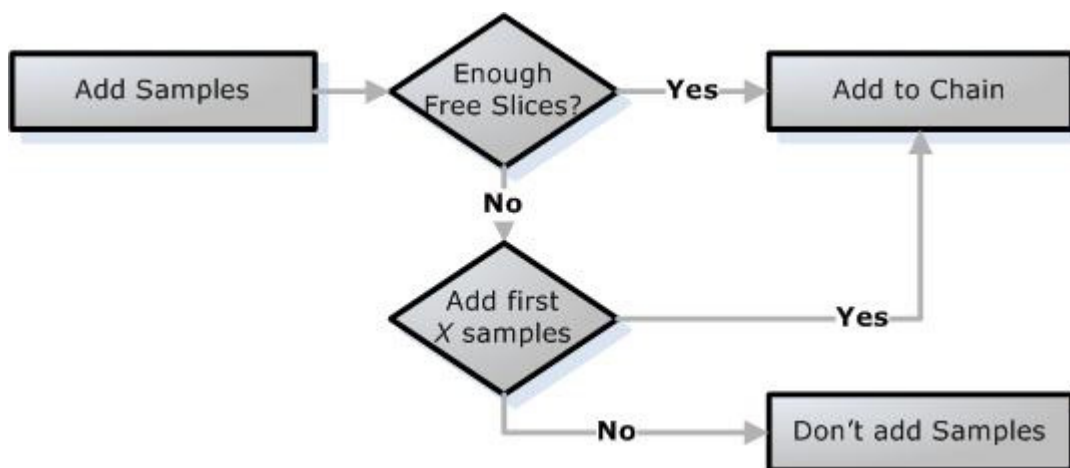 Add Samples
Enough
Free Slices?
Yes
Add to Chain
No
Add first
X samples
Yes
No
Don't add Samples